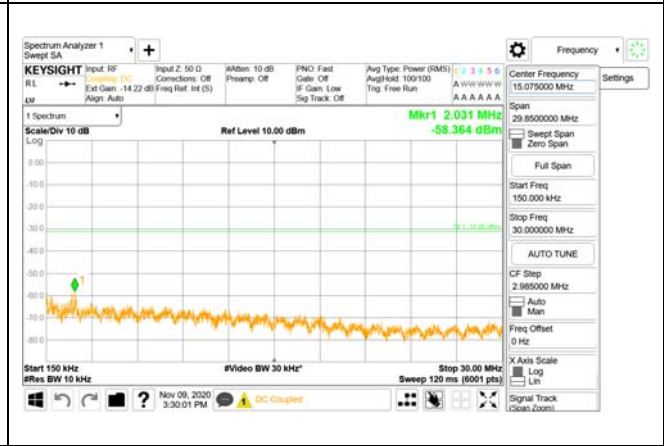 Spectrum Analyzer 1
Swept SA
Frequency
KEYSIGHT
RL
Input: RF
Coupling: DC
Ext Gain: -14.22 dB
Align: Auto
Input Z: 50 Ω
Corrections: Off
Freq Ref: Int (S)
#Atten: 10 dB
Preamp: Off
PNO: Fast
Gate: Off
IF Gain: Low
Sig Track: Off
Avg Type: Power (RMS)
Avg|Hold: 100/100
Trig: Free Run
1 2 3 4 5 6
A W W W W W
A A A A A A
1 Spectrum
Scale/Div 10 dB
Log
Ref Level 10.00 dBm
Mkr1 2.031 MHz
-58.364 dBm
0.00
-10.0
-20.0
-30.0
-40.0
-50.0
-60.0
-70.0
-80.0
1
Start 150 kHz
#Res BW 10 kHz
#Video BW 30 kHz*
Stop 30.00 MHz
Sweep 120 ms (6001 pts)
Nov 09, 2020
3:30:01 PM
DC Coupled
Center Frequency
15.075000 MHz
Settings
Span
29.8500000 MHz
Swept Span
Zero Span
Full Span
Start Freq
150.000 kHz
Stop Freq
30.000000 MHz
AUTO TUNE
CF Step
2.985000 MHz
Auto
Man
Freq Offset
0 Hz
X Axis Scale
Log
Lin
Signal Track
(Span Zoom)